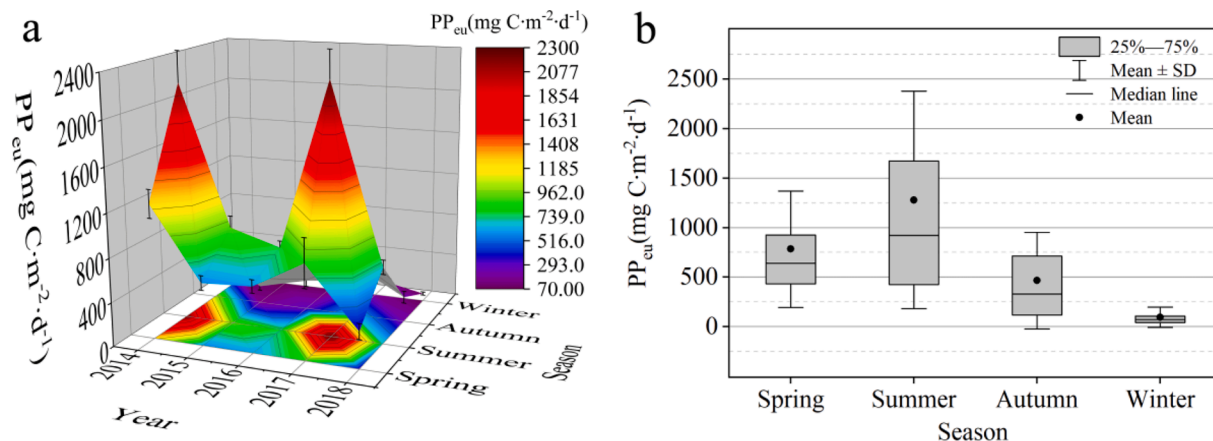 a
PPeu(mg C·m-2·d-1)
2400
2000
1600
1200
800
400
0
PPeu(mg C·m-2·d-1)
2014
2015
2016
2017
2018
Year
Spring
Summer
Autumn
Winter
Season
2300
2077
1854
1631
1408
1185
962.0
739.0
516.0
293.0
70.00
b
PPeu(mg C·m-2·d-1)
2500
2000
1500
1000
500
0
25%—75%
Mean ± SD
Median line
Mean
Spring Summer Autumn Winter
Season